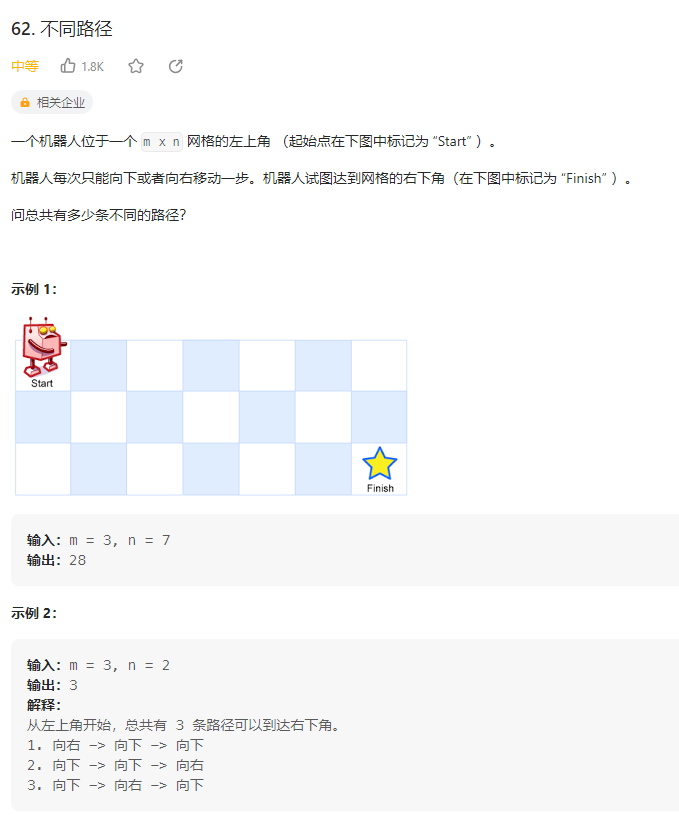 62. 不同路径
中等 1.8K
相关企业
一个机器人位于一个 m x n 网格的左上角 （起始点在下图中标记为 “Start” ）。
机器人每次只能向下或者向右移动一步。机器人试图达到网格的右下角（在下图中标记为 “Finish” ）。
问总共有多少条不同的路径？
示例 1：
Start
Finish
输入：m = 3, n = 7
输出：28
示例 2：
输入：m = 3, n = 2
输出：3
解释：
从左上角开始，总共有 3 条路径可以到达右下角。
1. 向右 -> 向下 -> 向下
2. 向下 -> 向下 -> 向右
3. 向下 -> 向右 -> 向下